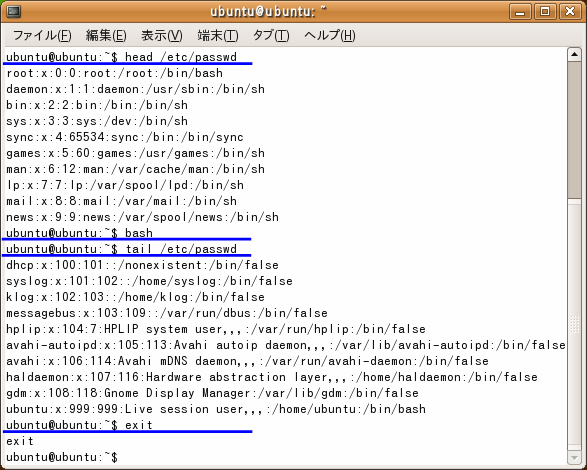 ubuntu@ubuntu: ~
ファイル(F) 編集(E) 表示(V) 端末(T) タブ(T) ヘルプ(H)
ubuntu@ubuntu:~$ head /etc/passwd
root:x:0:0:root:/root:/bin/bash
daemon:x:1:1:daemon:/usr/sbin:/bin/sh
bin:x:2:2:bin:/bin:/bin/sh
sys:x:3:3:sys:/dev:/bin/sh
sync:x:4:65534:sync:/bin:/bin/sync
games:x:5:60:games:/usr/games:/bin/sh
man:x:6:12:man:/var/cache/man:/bin/sh
lp:x:7:7:lp:/var/spool/lpd:/bin/sh
mail:x:8:8:mail:/var/mail:/bin/sh
news:x:9:9:news:/var/spool/news:/bin/sh
ubuntu@ubuntu:~$ bash
ubuntu@ubuntu:~$ tail /etc/passwd
dhcp:x:100:101::/nonexistent:/bin/false
syslog:x:101:102::/home/syslog:/bin/false
klog:x:102:103::/home/klog:/bin/false
messagebus:x:103:109::/var/run/dbus:/bin/false
hplip:x:104:7:HPLIP system user,,,:/var/run/hplip:/bin/false
avahi-autoipd:x:105:113:Avahi autoip daemon,,,:/var/lib/avahi-autoipd:/bin/false
avahi:x:106:114:Avahi mDNS daemon,,,:/var/run/avahi-daemon:/bin/false
haldaemon:x:107:116:Hardware abstraction layer,,,:/home/haldaemon:/bin/false
gdm:x:108:118:Gnome Display Manager:/var/lib/gdm:/bin/false
ubuntu:x:999:999:Live session user,,,:/home/ubuntu:/bin/bash
ubuntu@ubuntu:~$ exit
exit
ubuntu@ubuntu:~$